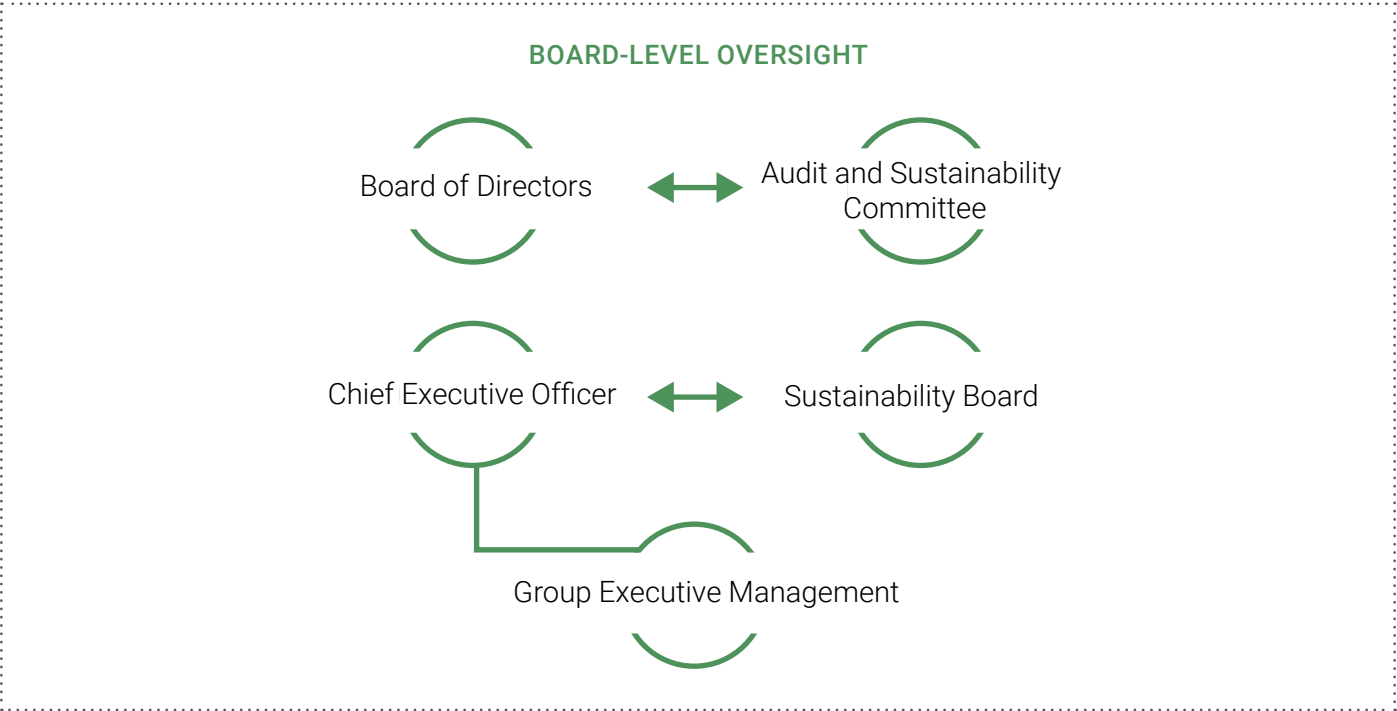 BOARD-LEVEL OVERSIGHT
Board of Directors
Audit and Sustainability
Committee
Chief Executive Officer
Sustainability Board
Group Executive Management